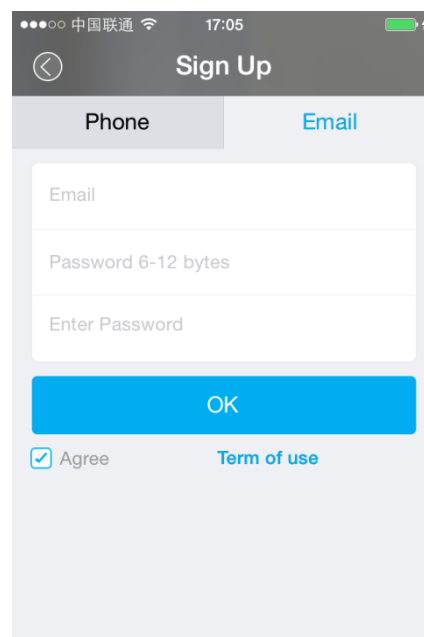 中国联通 17:05
Sign Up
Phone Email
Email
Password 6-12 bytes
Enter Password
OK
Agree Term of use